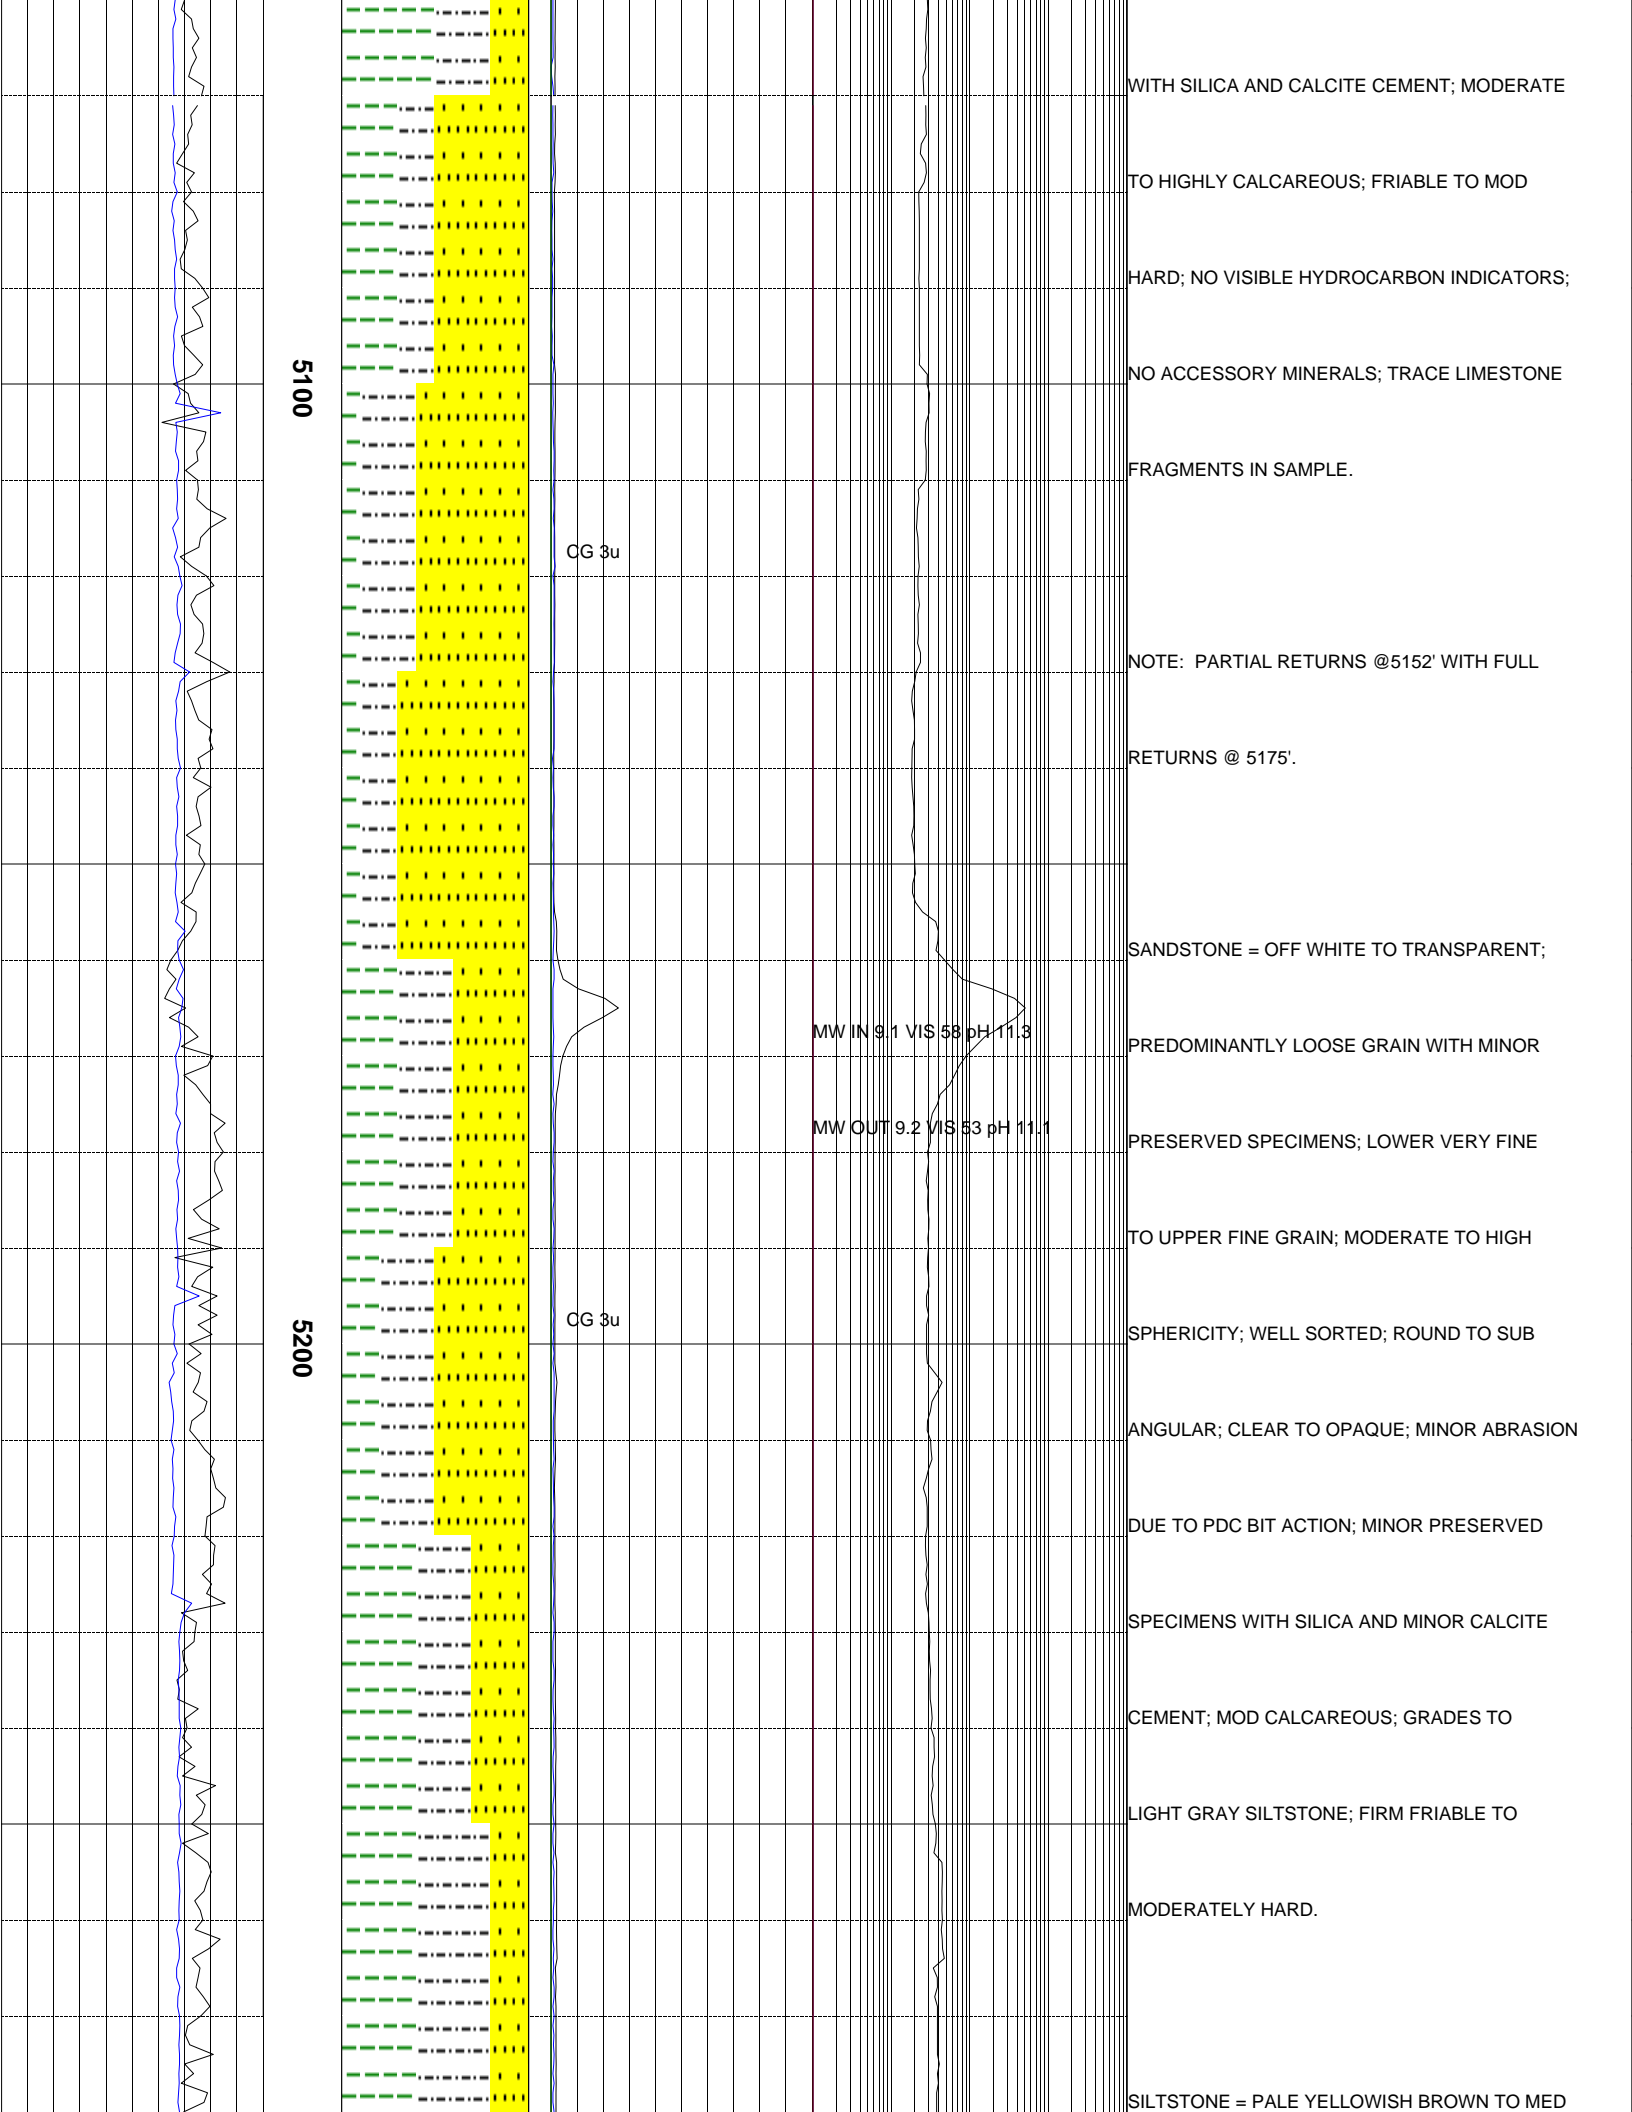 WITH SILICA AND CALCITE CEMENT; MODERATE
TO HIGHLY CALCAREOUS; FRIABLE TO MOD
HARD; NO VISIBLE HYDROCARBON INDICATORS;
5100
NO ACCESSORY MINERALS; TRACE LIMESTONE
FRAGMENTS IN SAMPLE.
CG 3u
NOTE:  PARTIAL RETURNS @5152' WITH FULL
RETURNS @ 5175'.
SANDSTONE = OFF WHITE TO TRANSPARENT;
MW IN 9.1 VIS 58 pH 11.3
PREDOMINANTLY LOOSE GRAIN WITH MINOR
MW OUT 9.2 VIS 53 pH 11.1
PRESERVED SPECIMENS; LOWER VERY FINE
TO UPPER FINE GRAIN; MODERATE TO HIGH
CG 3u
5200
SPHERICITY; WELL SORTED; ROUND TO SUB
ANGULAR; CLEAR TO OPAQUE; MINOR ABRASION
DUE TO PDC BIT ACTION; MINOR PRESERVED
SPECIMENS WITH SILICA AND MINOR CALCITE
CEMENT; MOD CALCAREOUS; GRADES TO
LIGHT GRAY SILTSTONE; FIRM FRIABLE TO
MODERATELY HARD.
SILTSTONE = PALE YELLOWISH BROWN TO MED